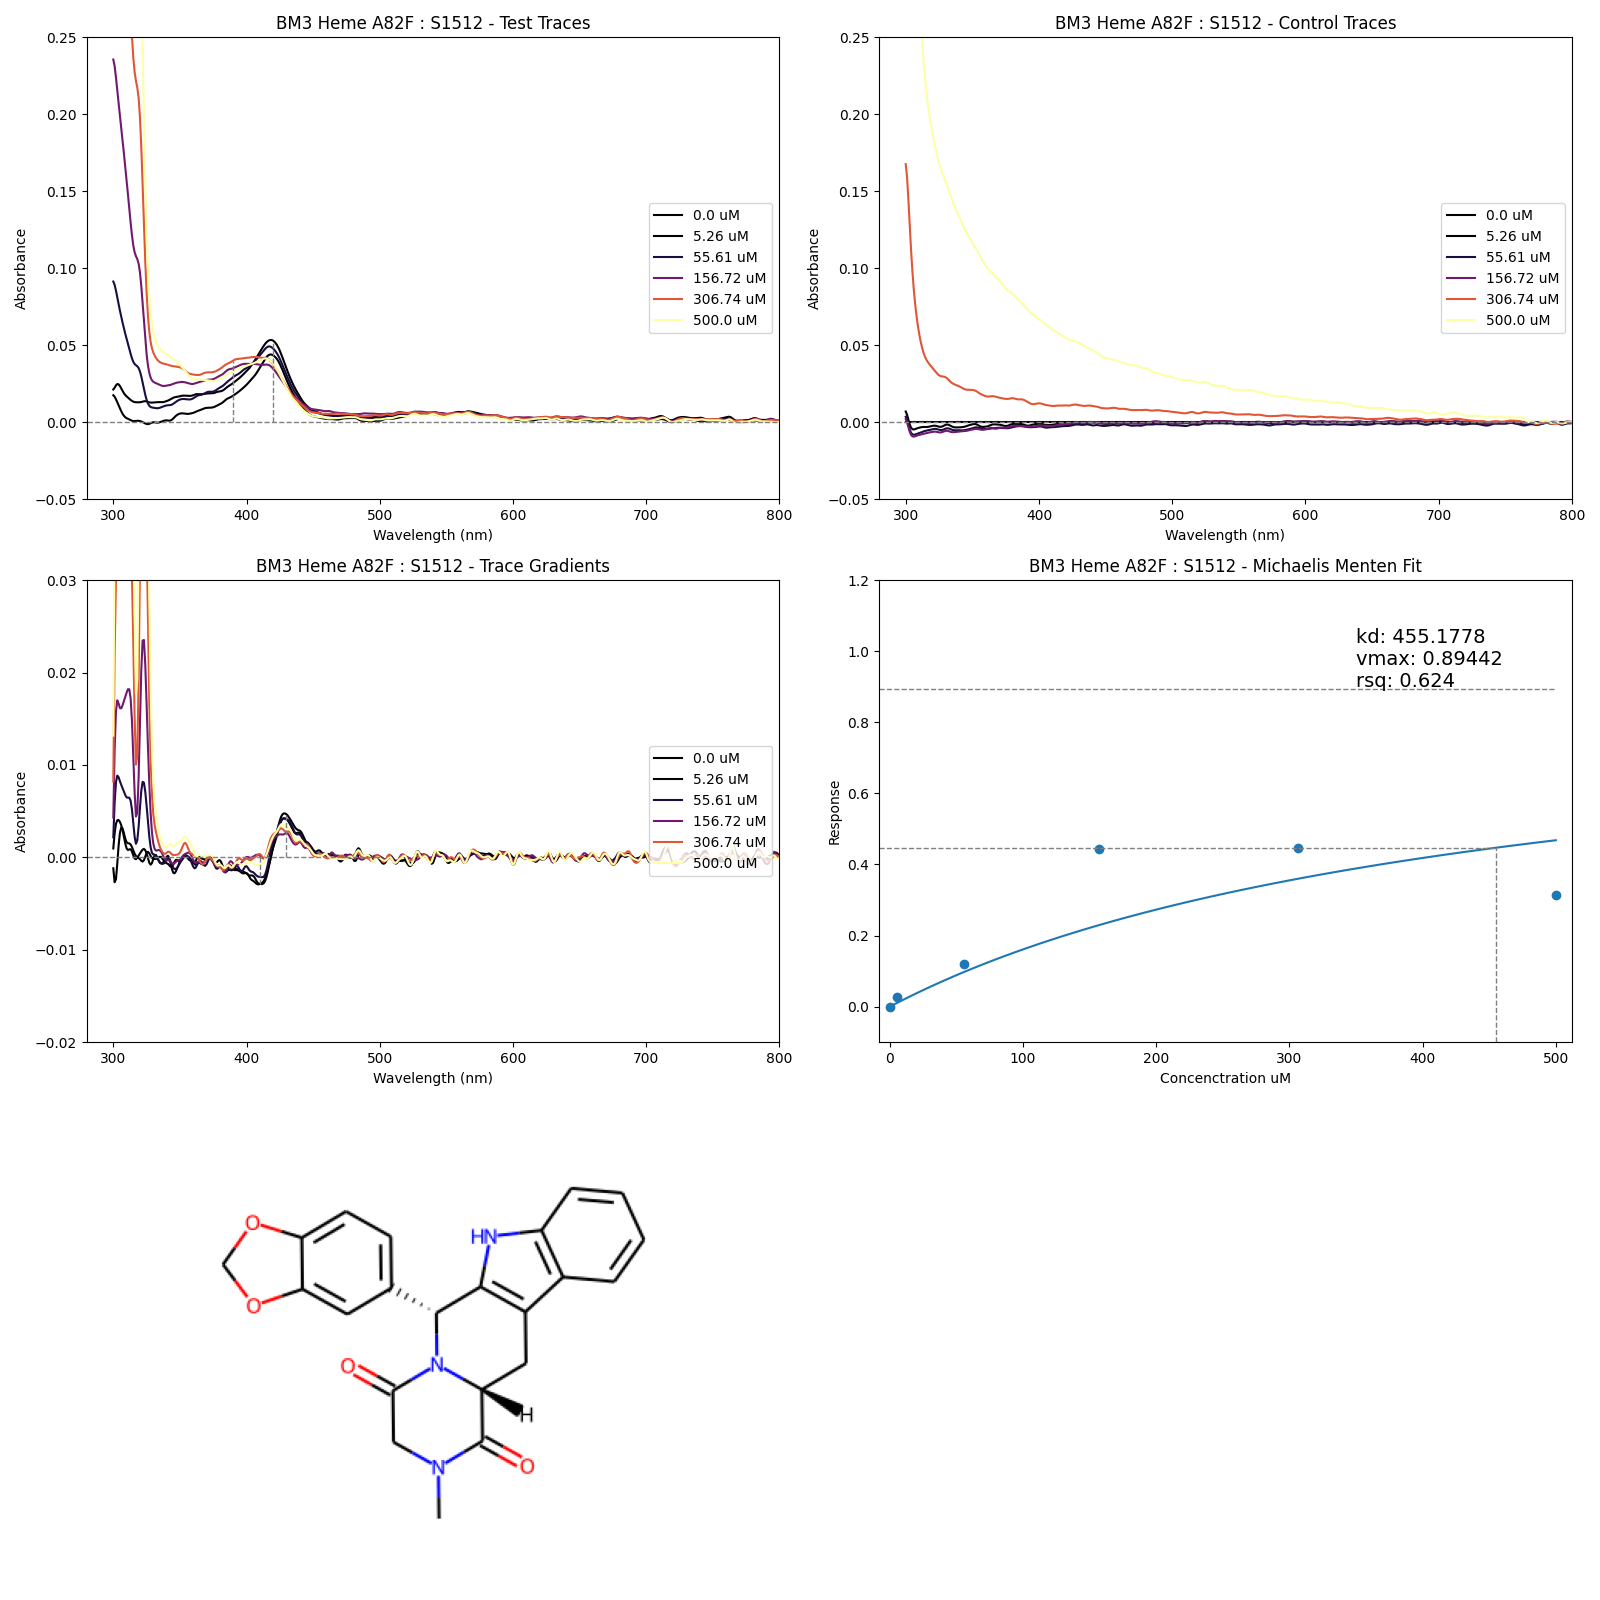 BM3 Heme A82F : S1512 - Test Traces
Absorbance
0.25
0.20
0.15
0.10
0.05
0.00
−0.05
300 400 500 600 700 800
Wavelength (nm)
0.0 uM
5.26 uM
55.61 uM
156.72 uM
306.74 uM
500.0 uM
BM3 Heme A82F : S1512 - Control Traces
Absorbance
0.25
0.20
0.15
0.10
0.05
0.00
−0.05
300 400 500 600 700 800
Wavelength (nm)
0.0 uM
5.26 uM
55.61 uM
156.72 uM
306.74 uM
500.0 uM
BM3 Heme A82F : S1512 - Trace Gradients
Absorbance
0.03
0.02
0.01
0.00
−0.01
−0.02
300 400 500 600 700 800
Wavelength (nm)
0.0 uM
5.26 uM
55.61 uM
156.72 uM
306.74 uM
500.0 uM
BM3 Heme A82F : S1512 - Michaelis Menten Fit
Response
1.2
1.0
0.8
0.6
0.4
0.2
0.0
0 100 200 300 400 500
Concenctration uM
kd: 455.1778
vmax: 0.89442
rsq: 0.624
O
HN
O
O
N
H
N
O